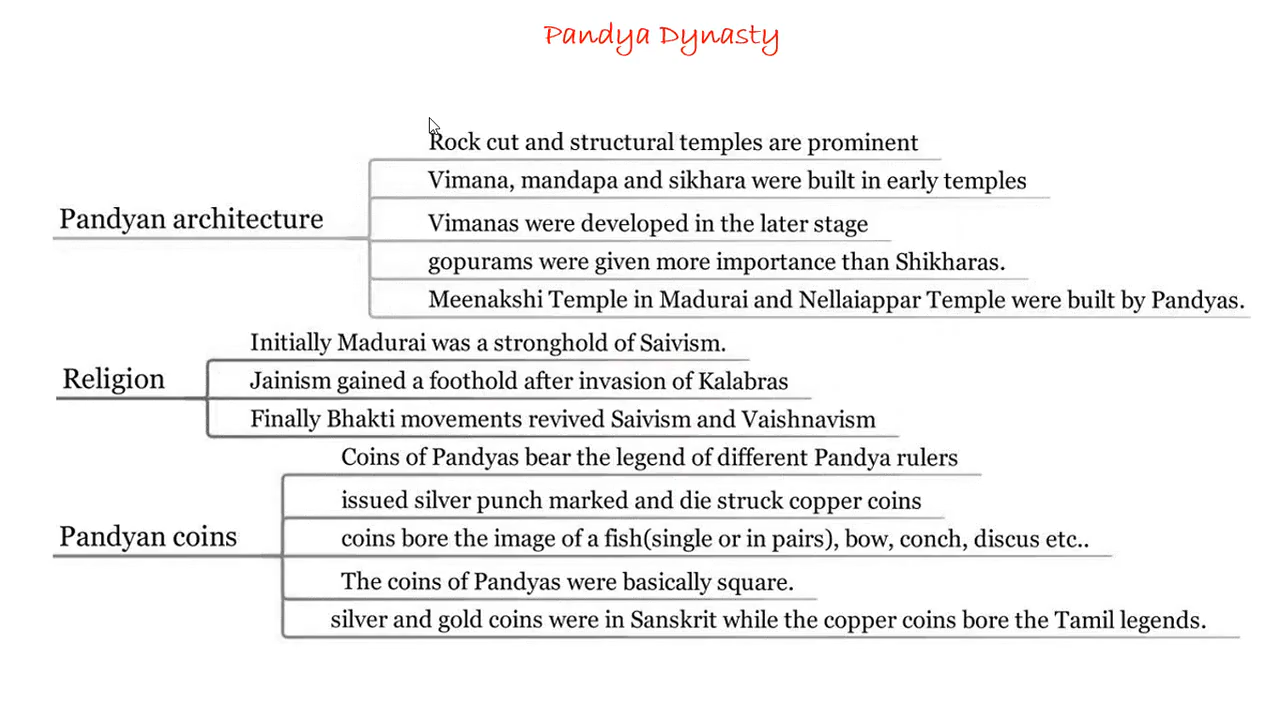 Pandya Dynasty
Rock cut and structural temples are prominent
Vimana, mandapa and sikhara were built in early temples
Pandyan architecture
Vimanas were developed in the later stage
gopurams were given more importance than Shikharas.
Meenakshi Temple in Madurai and Nellaiappar Temple were built by Pandyas.
Initially Madurai was a stronghold of Saivism.
Religion
Jainism gained a foothold after invasion of Kalabras
Finally Bhakti movements revived Saivism and Vaishnavism
Coins of Pandyas bear the legend of different Pandya rulers
issued silver punch marked and die struck copper coins
Pandyan coins
coins bore the image of a fish(single or in pairs), bow, conch, discus etc..
The coins of Pandyas were basically square.
silver and gold coins were in Sanskrit while the copper coins bore the Tamil legends.